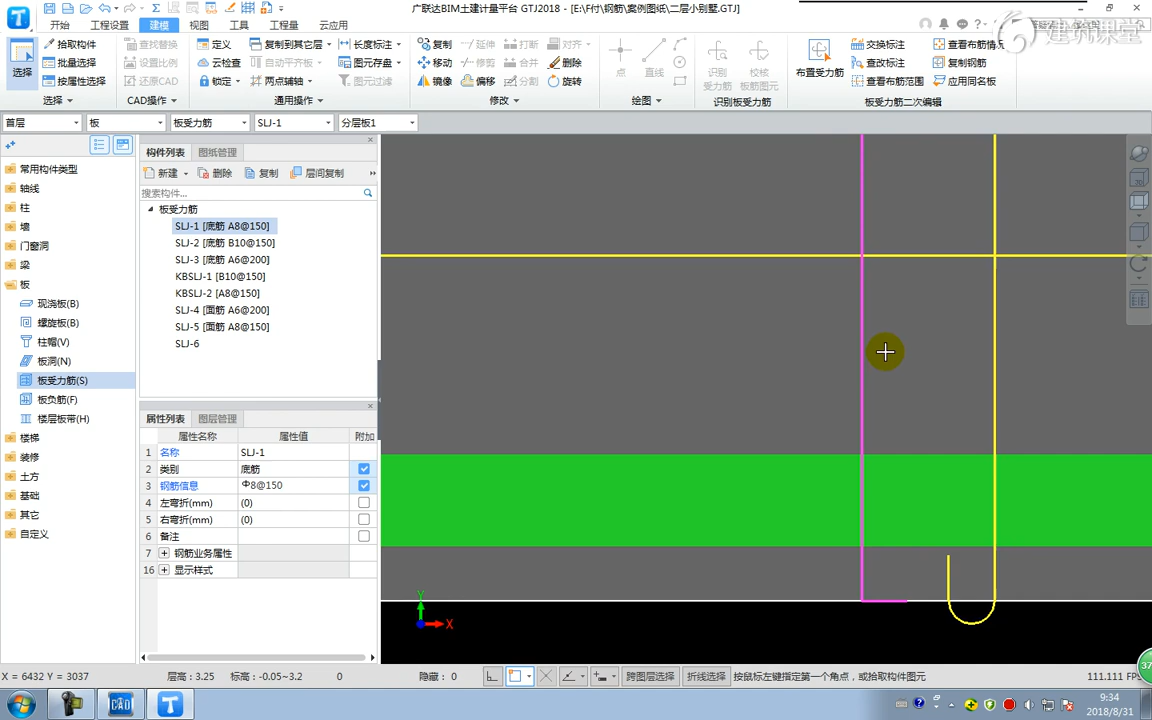 广联达BIM土建计量平台 GTJ2018 - [E:\F付\钢筋\案例图纸\二层小别墅.GTJ]
开始 工程设置 建模 视图 工具 工程量 云应用
建筑课堂
选择
拾取构件
批量选择
按属性选择
选择
查找替换
设置比例
还原CAD
CAD操作
定义
云检查
锁定
复制到其它层
自动平齐板
两点辅轴
长度标注
图元存盘
图元过滤
通用操作
复制 延伸 打断 对齐
移动 修剪 合并 删除
镜像 偏移 分割 旋转
修改
点 直线
绘图
识别受力筋
校核板筋图元
识别板受力筋
布置受力筋
交换标注
查改标注
查看布筋范围
查看布筋情况
复制钢筋
应用同名板
板受力筋二次编辑
首层 板 板受力筋 SLJ-1 分层板1
常用构件类型
轴线
柱
墙
门窗洞
梁
板
现浇板(B)
螺旋板(B)
柱帽(V)
板洞(N)
板受力筋(S)
板负筋(F)
楼层板带(H)
楼梯
装修
土方
基础
其它
自定义
构件列表 图纸管理
新建 删除 复制 层间复制
搜索构件...
板受力筋
SLJ-1 [底筋 A8@150]
SLJ-2 [底筋 B10@150]
SLJ-3 [底筋 A6@200]
KBSLJ-1 [B10@150]
KBSLJ-2 [A8@150]
SLJ-4 [面筋 A6@200]
SLJ-5 [面筋 A8@150]
SLJ-6
属性列表 图层管理
属性名称 属性值 附加
1 名称 SLJ-1
2 类别 底筋
3 钢筋信息 Φ8@150
4 左弯折(mm) (0)
5 右弯折(mm) (0)
6 备注
7 钢筋业务属性
16 显示样式
Y
X
X = 6432 Y = 3037 层高: 3.25 标高: -0.05~3.2 0 隐藏: 0 跨图层选择 折线选择 按鼠标左键指定第一个角点，或拾取构件图元 111.111 FPS
37
CAD
9:34
2018/8/31